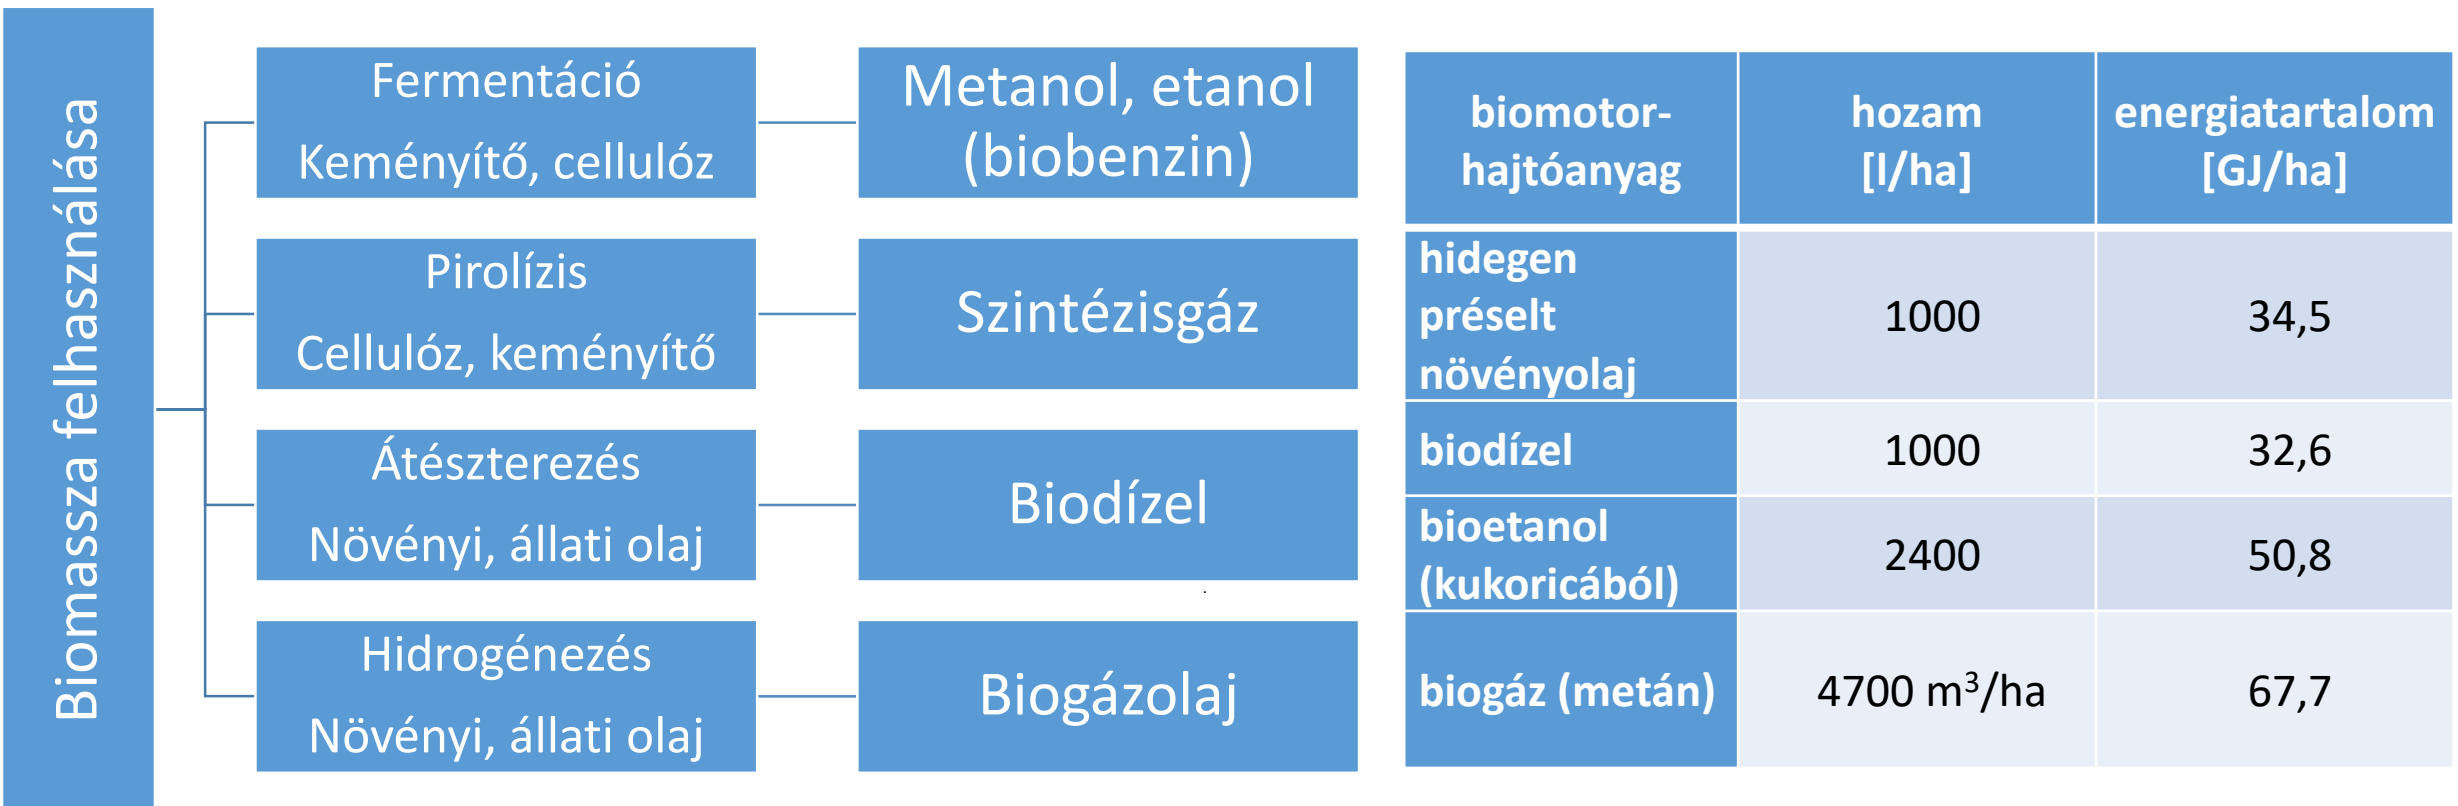 Biomassza felhasználása
Fermentáció
Keményítő, cellulóz
Metanol, etanol
(biobenzin)
Pirolízis
Cellulóz, keményítő
Szintézisgáz
Átészterezés
Növényi, állati olaj
Biodízel
Hidrogénezés
Növényi, állati olaj
Biogázolaj
biomotor-
hajtóanyag
hozam
[l/ha]
energiatartalom
[GJ/ha]
hidegen
préselt
növényolaj
1000
34,5
biodízel
1000
32,6
bioetanol
(kukoricából)
2400
50,8
biogáz (metán)
4700 m³/ha
67,7